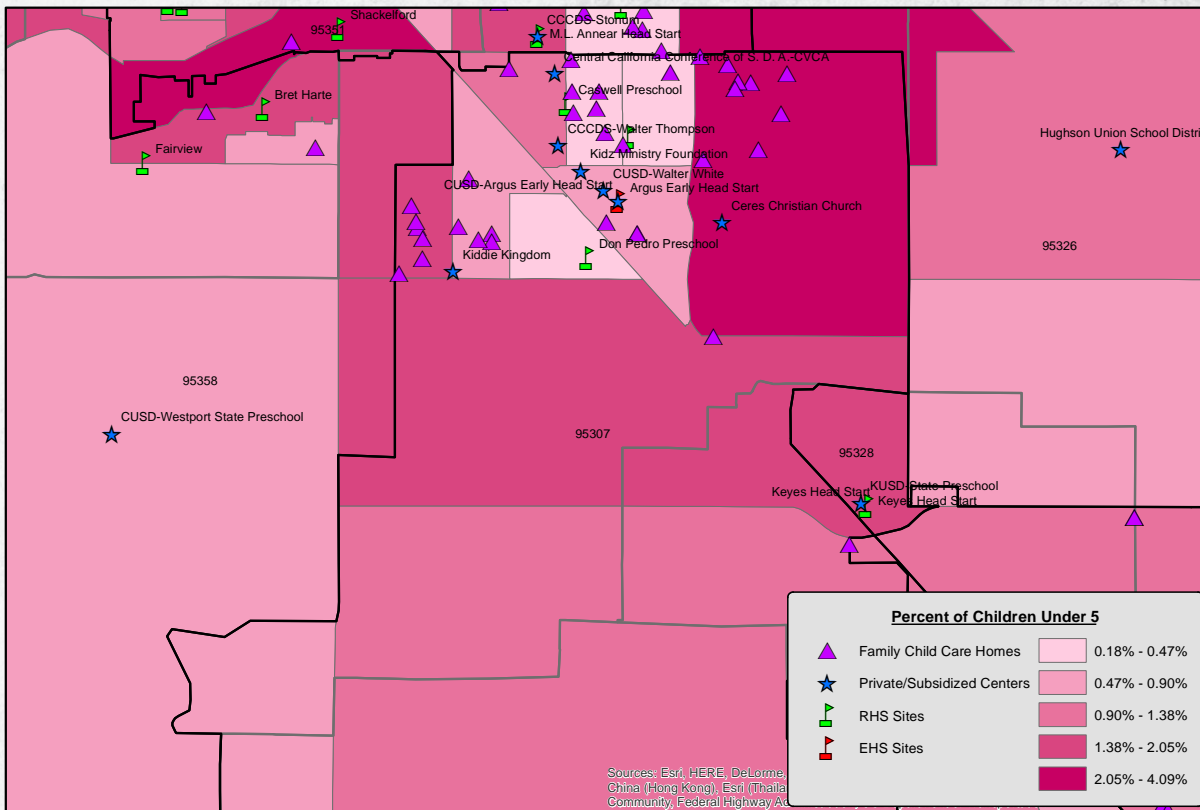 Shackelford
95351
CCCDS-Stonum
M.L. Annear Head Start
Central California Conference of S. D. A.-CVCA
Bret Harte
Caswell Preschool
CCCDS-Walter Thompson
Hughson Union School Distri
Fairview
Kidz Ministry Foundation
CUSD-Walter White
CUSD-Argus Early Head Start
Argus Early Head Start
Ceres Christian Church
Don Pedro Preschool
95326
Kiddie Kingdom
95358
CUSD-Westport State Preschool
95307
95328
Keyes Head Start
KUSD-State Preschool
Keyes Head Start
Percent of Children Under 5
Family Child Care Homes
0.18% - 0.47%
Private/Subsidized Centers
0.47% - 0.90%
RHS Sites
0.90% - 1.38%
EHS Sites
1.38% - 2.05%
2.05% - 4.09%
Sources: Esri, HERE, DeLorme,
China (Hong Kong), Esri (Thaila
Community, Federal Highway Ad